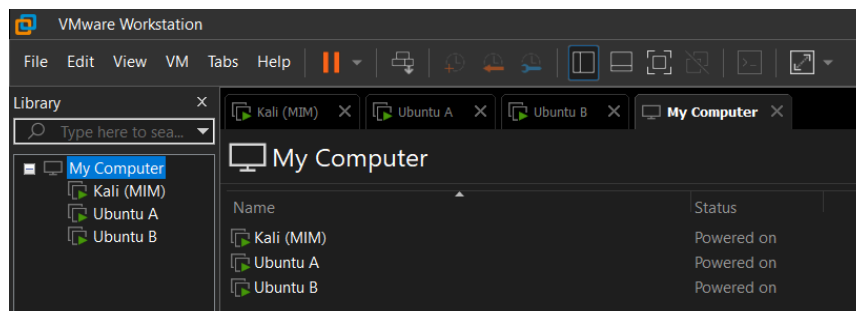 VMware Workstation
File Edit View VM Tabs Help
Library X
Type here to sea...
My Computer
Kali (MIM)
Ubuntu A
Ubuntu B
Kali (MIM) X Ubuntu A X Ubuntu B X My Computer X
My Computer
Name Status
Kali (MIM) Powered on
Ubuntu A Powered on
Ubuntu B Powered on